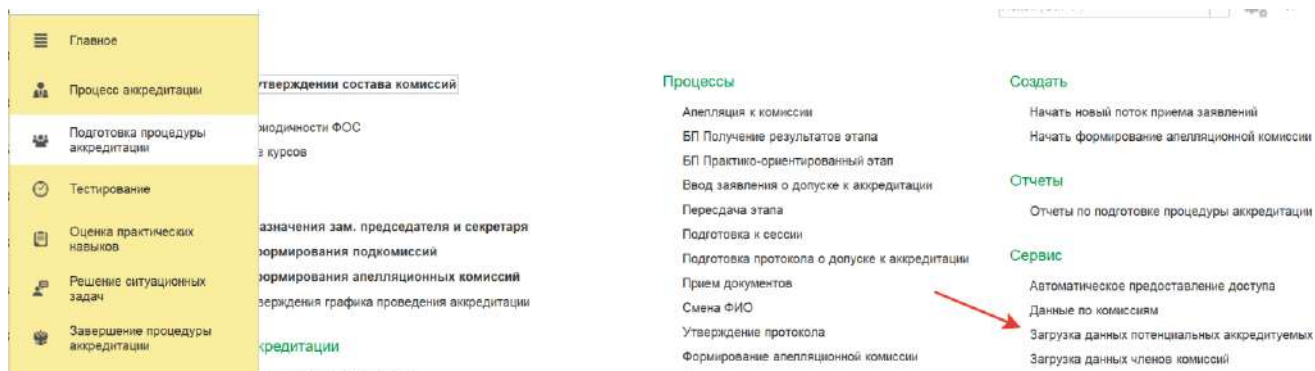 Главное
Процесс аккредитации
Подготовка процедуры
аккредитации
Тестирование
Оценка практических
навыков
Решение ситуационных
задач
Завершение процедуры
аккредитации
утверждении состава комиссий
риодичности ФОС
в курсов
азначения зам. председателя и секретаря
формирования подкомиссий
формирования апелляционных комиссий
верждения графика проведения аккредитации
кредитации
Процессы
Апелляция к комиссии
БП Получение результатов этапа
БП Практико-ориентированный этап
Ввод заявления о допуске к аккредитации
Пересдача этапа
Подготовка к сессии
Подготовка протокола о допуске к аккредитации
Прием документов
Смена ФИО
Утверждение протокола
Формирование апелляционной комиссии
Создать
Начать новый поток приема заявлений
Начать формирование апелляционной комиссии
Отчеты
Отчеты по подготовке процедуры аккредитации
Сервис
Автоматическое предоставление доступа
Данные по комиссиям
Загрузка данных потенциальных аккредитуемых
Загрузка данных членов комиссий